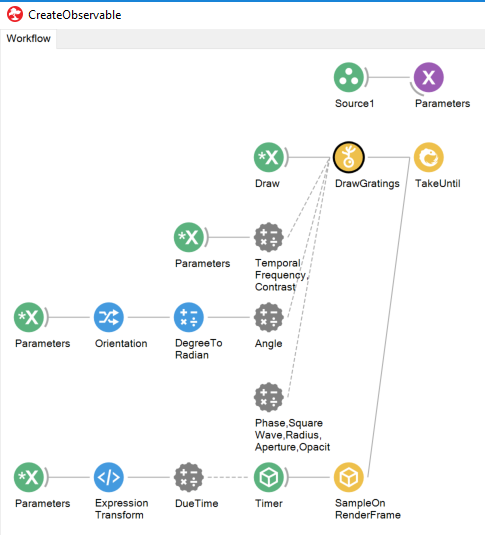 CreateObservable
Workflow
Source1
Parameters
Draw
DrawGratings
TakeUntil
Parameters
Temporal
Frequency,
Contrast
Parameters
Orientation
DegreeTo
Radian
Angle
Phase,Square
Wave,Radius,
Aperture,Opacit
Parameters
Expression
Transform
DueTime
Timer
SampleOn
RenderFrame